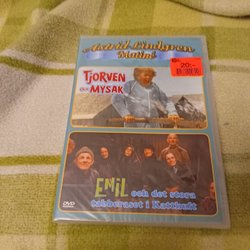 Astrid Lindgren
20:-
TJORVEN
OCH MYSAK
EMIL och det stora
tabberaset i Katthult
DVD